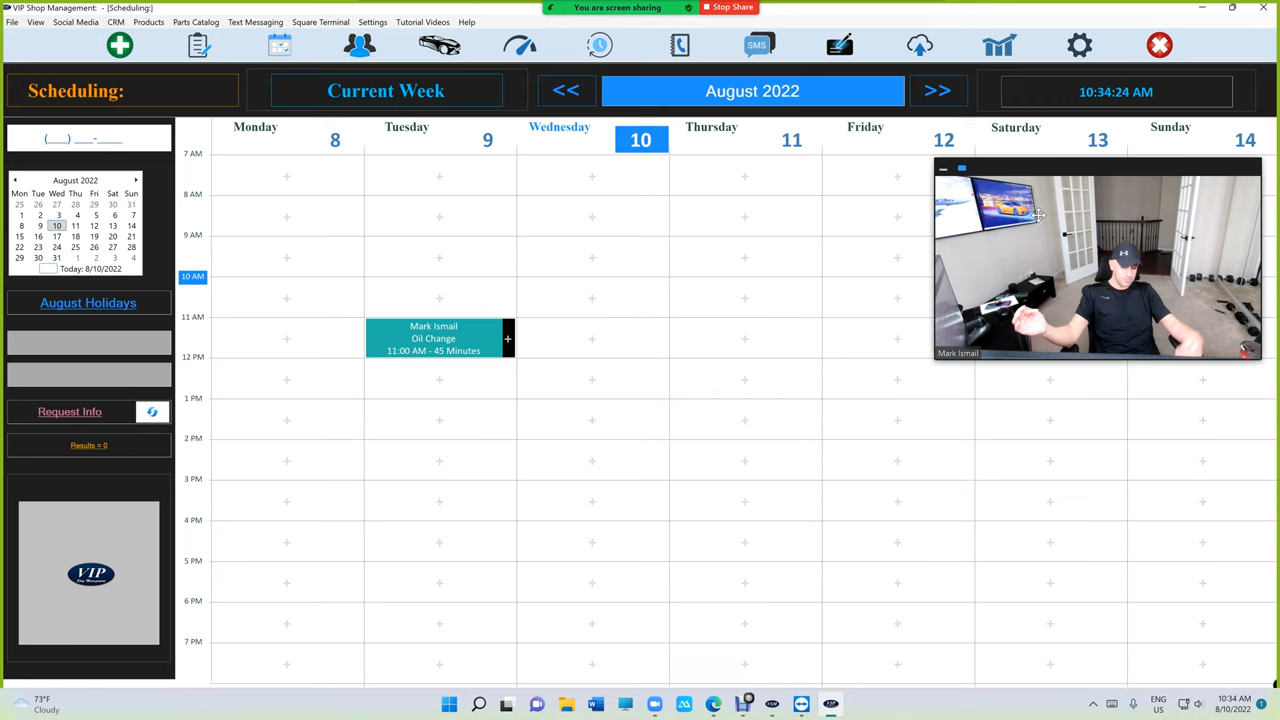 VIP Shop Management: - [Scheduling:]
You are screen sharing
Stop Share
File View Social Media CRM Products Parts Catalog Text Messaging Square Terminal Settings Tutorial Videos Help
SMS
Scheduling:
Current Week
<<
August 2022
>>
10:34:24 AM
(___) ___-____
Monday 8
Tuesday 9
Wednesday 10
Thursday 11
Friday 12
Saturday 13
Sunday 14
August 2022
Mon Tue Wed Thu Fri Sat Sun
25 26 27 28 29 30 31
1 2 3 4 5 6 7
8 9 10 11 12 13 14
15 16 17 18 19 20 21
22 23 24 25 26 27 28
29 30 31 1 2 3 4
Today: 8/10/2022
August Holidays
Request Info
Results = 0
VIP
Shop Management
7 AM
8 AM
9 AM
10 AM
11 AM
12 PM
1 PM
2 PM
3 PM
4 PM
5 PM
6 PM
7 PM
Mark Ismail
Oil Change
11:00 AM - 45 Minutes
+
Mark Ismail
73°F
Cloudy
ENG
US
10:34 AM
8/10/2022
1